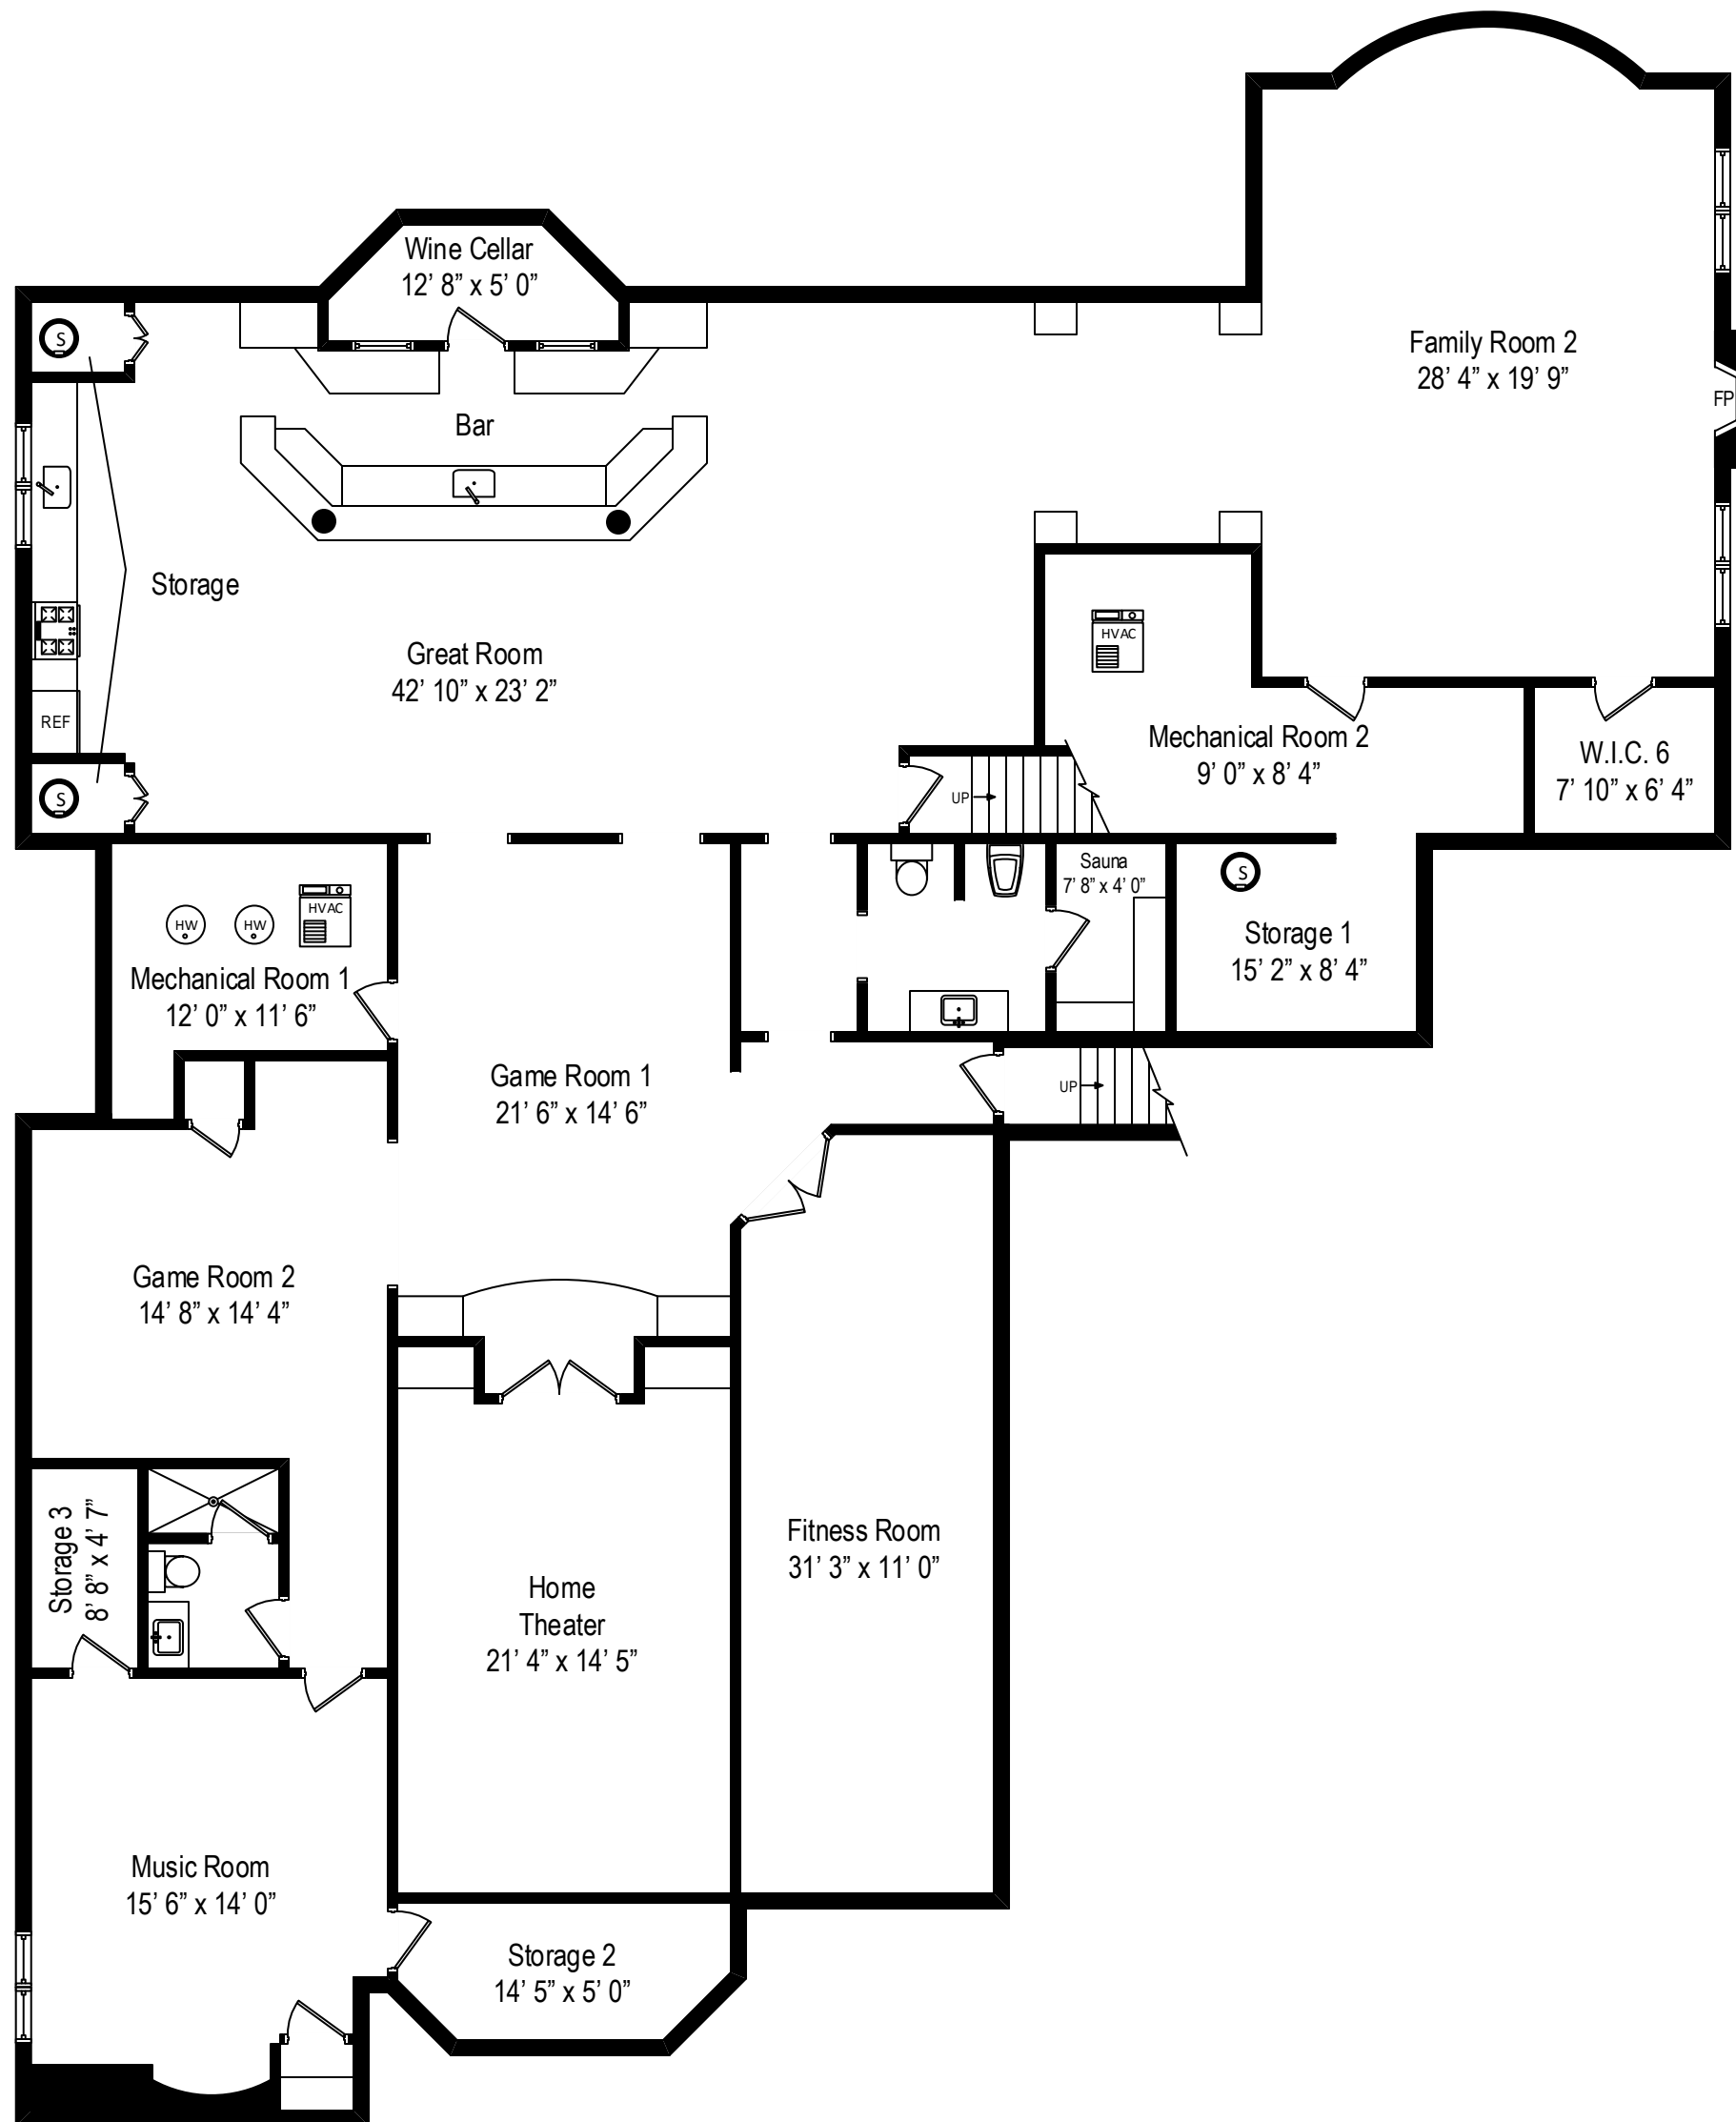 Wine Cellar
12’ 8” x 5’ 0”
Family Room 2
28’ 4” x 19’ 9”
FP
S
Bar
Storage
Great Room
42’ 10” x 23’ 2”
REF
S
HVAC
Mechanical Room 2
9’ 0” x 8’ 4”
W.I.C. 6
7’ 10” x 6’ 4”
UP
Sauna
7’ 8” x 4’ 0”
S
Storage 1
15’ 2” x 8’ 4”
HW
HW
HVAC
Mechanical Room 1
12’ 0” x 11’ 6”
Game Room 1
21’ 6” x 14’ 6”
UP
Game Room 2
14’ 8” x 14’ 4”
Storage 3
8’ 8” x 4’ 7”
Fitness Room
31’ 3” x 11’ 0”
Home
Theater
21’ 4” x 14’ 5”
Music Room
15’ 6” x 14’ 0”
Storage 2
14’ 5” x 5’ 0”